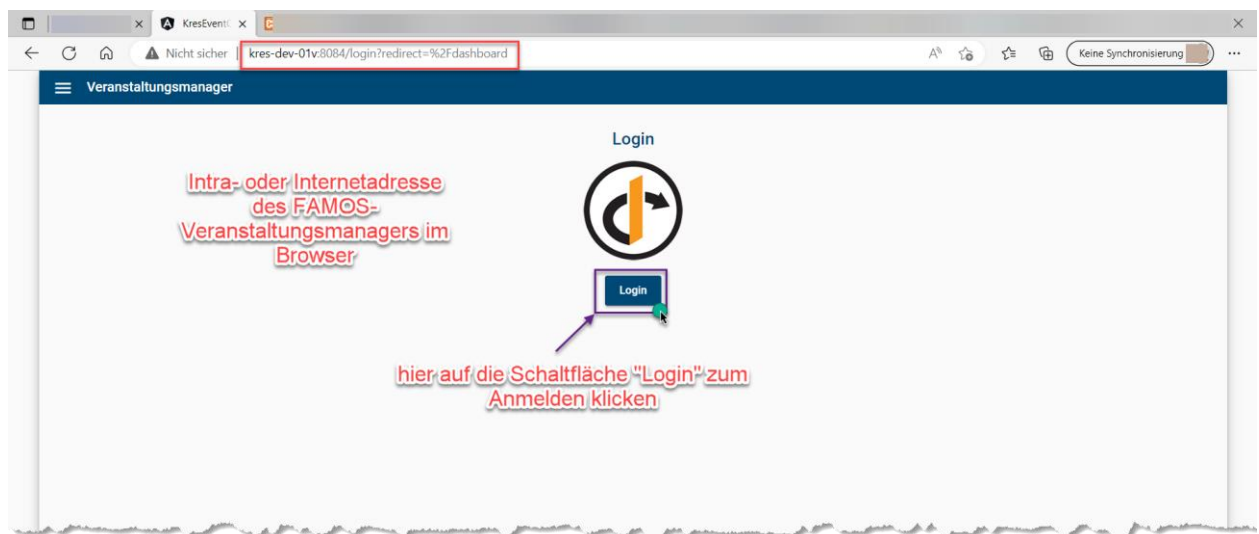 KresEvent
Nicht sicher | kres-dev-01v:8084/login?redirect=%2Fdashboard
Keine Synchronisierung
Veranstaltungsmanager
Login
Intra- oder Internetadresse
des FAMOS-
Veranstaltungsmanagers im
Browser
Login
hier auf die Schaltfläche "Login" zum
Anmelden klicken